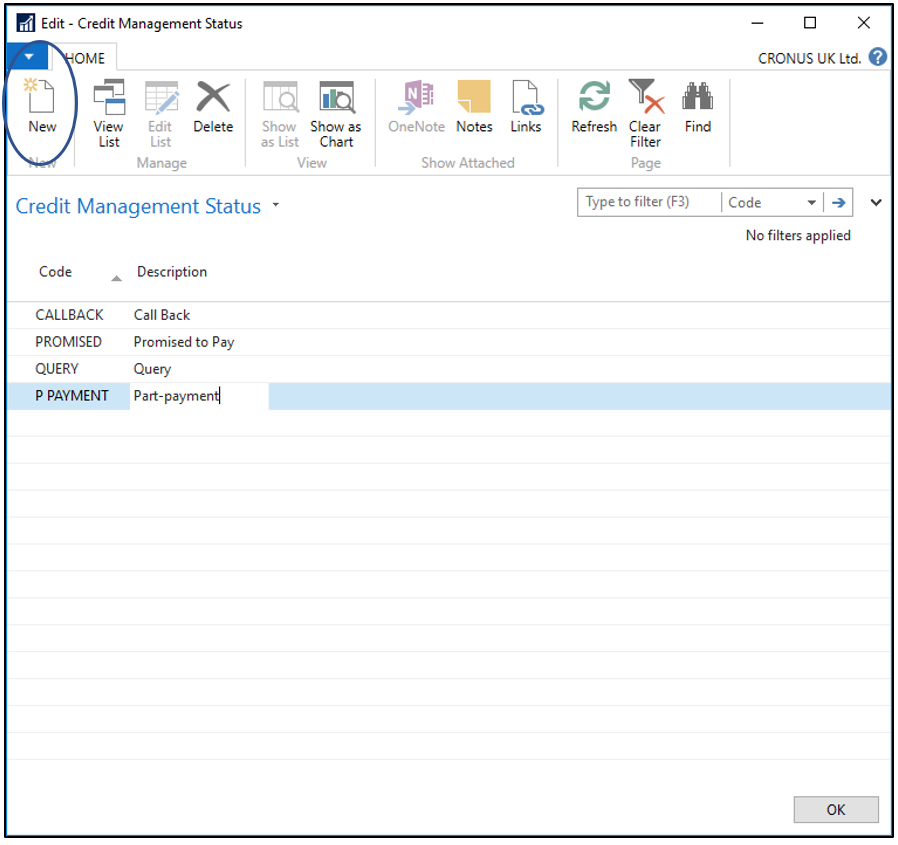 Edit - Credit Management Status
HOME
CRONUS UK Ltd. ?
New
View List
Edit List
Delete
Show as List
Show as Chart
OneNote
Notes
Links
Refresh
Clear Filter
Find
New
Manage
View
Show Attached
Page
Credit Management Status
Type to filter (F3)
Code
No filters applied
Code Description
CALLBACK Call Back
PROMISED Promised to Pay
QUERY Query
P PAYMENT Part-payment
OK